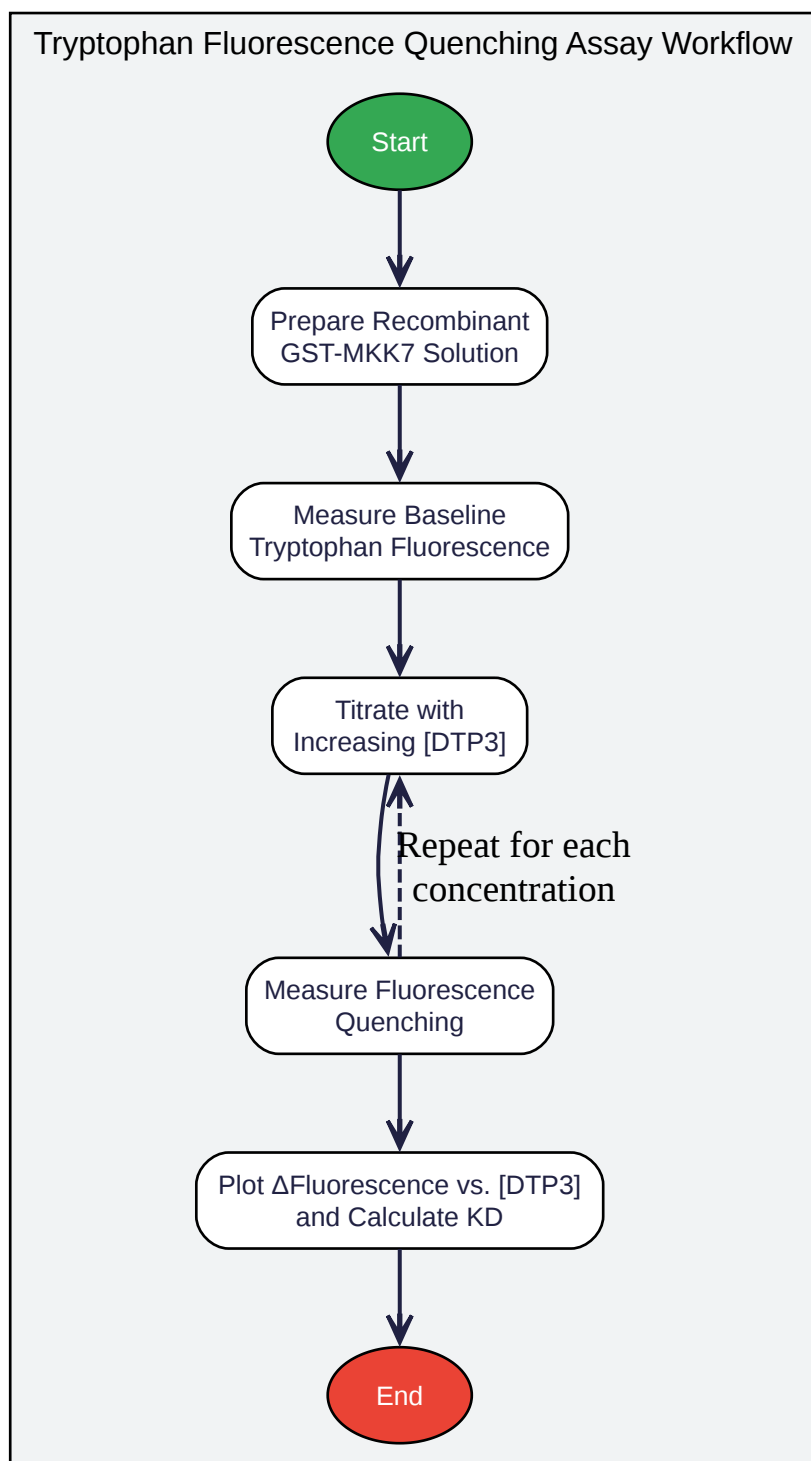 Tryptophan Fluorescence Quenching Assay Workflow
Start
Prepare Recombinant
GST-MKK7 Solution
Measure Baseline
Tryptophan Fluorescence
Titrate with
Increasing [DTP3]
Repeat for each
concentration
Measure Fluorescence
Quenching
Plot ΔFluorescence vs. [DTP3]
and Calculate KD
End